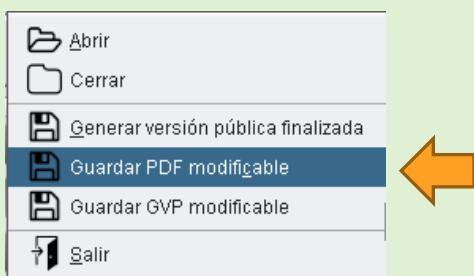 Abrir
Cerrar
Generar versión pública finalizada
Guardar PDF modificable
Guardar GVP modificable
Salir